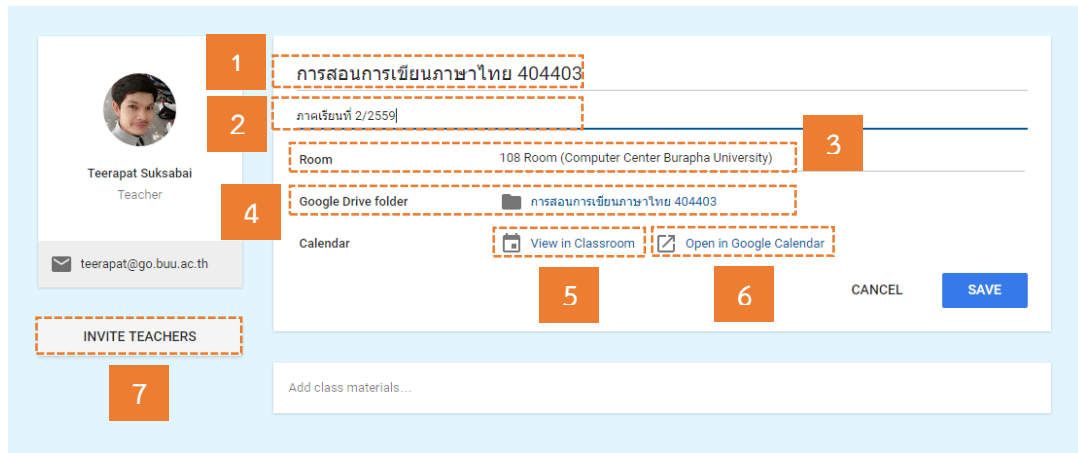 1
การสอนการเขียนภาษาไทย 404403
2
ภาคเรียนที่ 2/2559
3
Room 108 Room (Computer Center Burapha University)
Teerapat Suksabai
Teacher
4
Google Drive folder การสอนการเขียนภาษาไทย 404403
Calendar View in Classroom Open in Google Calendar
teerapat@go.buu.ac.th
5
6
CANCEL SAVE
INVITE TEACHERS
7
Add class materials...